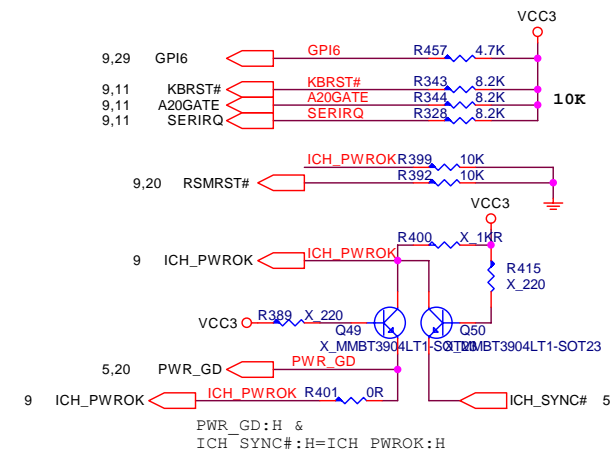 VCC3
9,29 GPI6 GPI6 R457 4.7K
9,11 KBRST# KBRST# R343 8.2K
9,11 A20GATE A20GATE R344 8.2K
10K
9,11 SERIRQ SERIRQ R328 8.2K
ICH_PWROK R399 10K
9,20 RSMRST# R392 10K
VCC3
R400 X_1KR
9 ICH_PWROK ICH_PWROK
R415
X_220
VCC3 R389 X_220
Q49 Q50
X_MMBT3904LT1-SOT23 X_MMBT3904LT1-SOT23
5,20 PWR_GD PWR_GD
9 ICH_PWROK ICH_PWROK R401 0R
ICH_SYNC# 5
PWR_GD:H &
ICH_SYNC#:H=ICH_PWROK:H